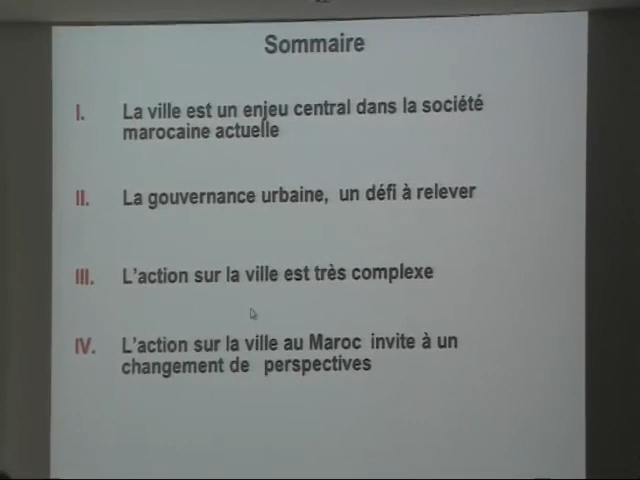 Sommaire
I. La ville est un enjeu central dans la société
marocaine actuelle
II. La gouvernance urbaine, un défi à relever
III. L'action sur la ville est très complexe
IV. L'action sur la ville au Maroc invite à un
changement de perspectives